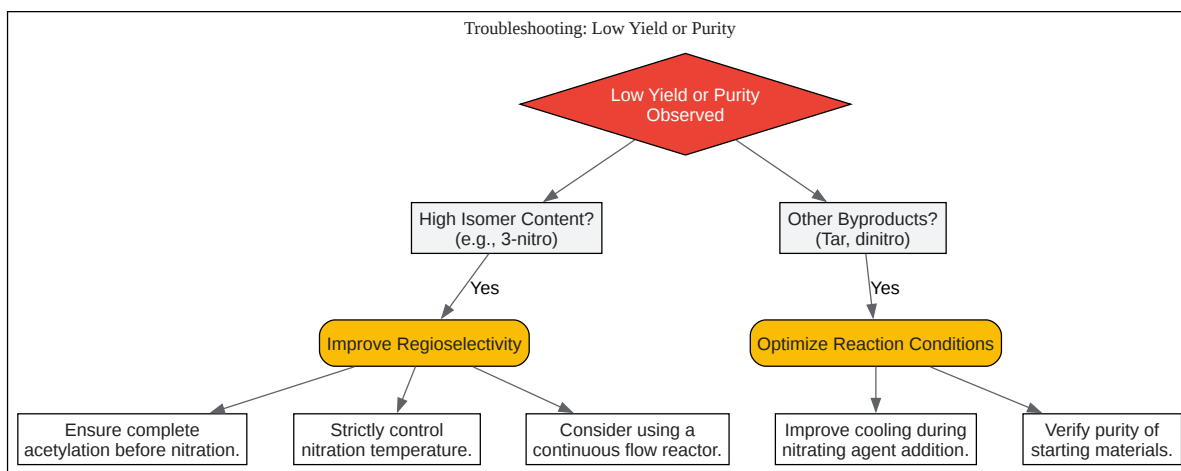 Troubleshooting: Low Yield or Purity
Low Yield or Purity
Observed
High Isomer Content?
(e.g., 3-nitro)
Other Byproducts?
(Tar, dinitro)
Yes
Yes
Improve Regioselectivity
Optimize Reaction Conditions
Ensure complete
acetylation before nitration.
Strictly control
nitration temperature.
Consider using a
continuous flow reactor.
Improve cooling during
nitrating agent addition.
Verify purity of
starting materials.